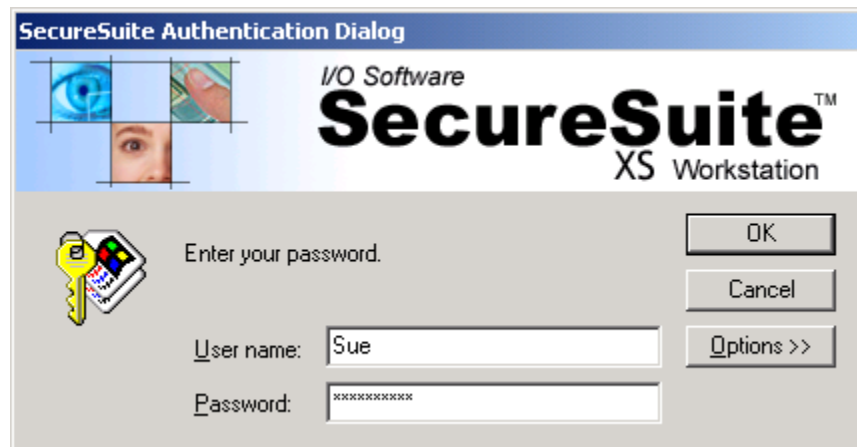 SecureSuite Authentication Dialog
I/O Software
SecureSuite™
XS Workstation
OK
Enter your password.
Cancel
User name: Sue Options >>
Password: **********